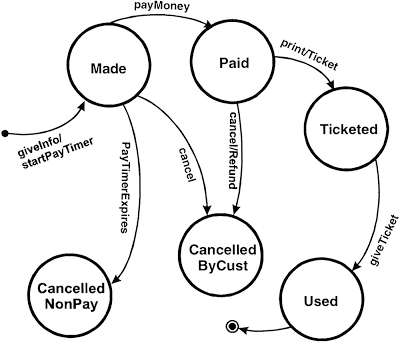 payMoney
Made
Paid
print/Ticket
giveInfo/
startPayTimer
Ticketed
PayTimerExpires
cancel
cancel/Refund
giveTicket
Cancelled
ByCust
Cancelled
NonPay
Used